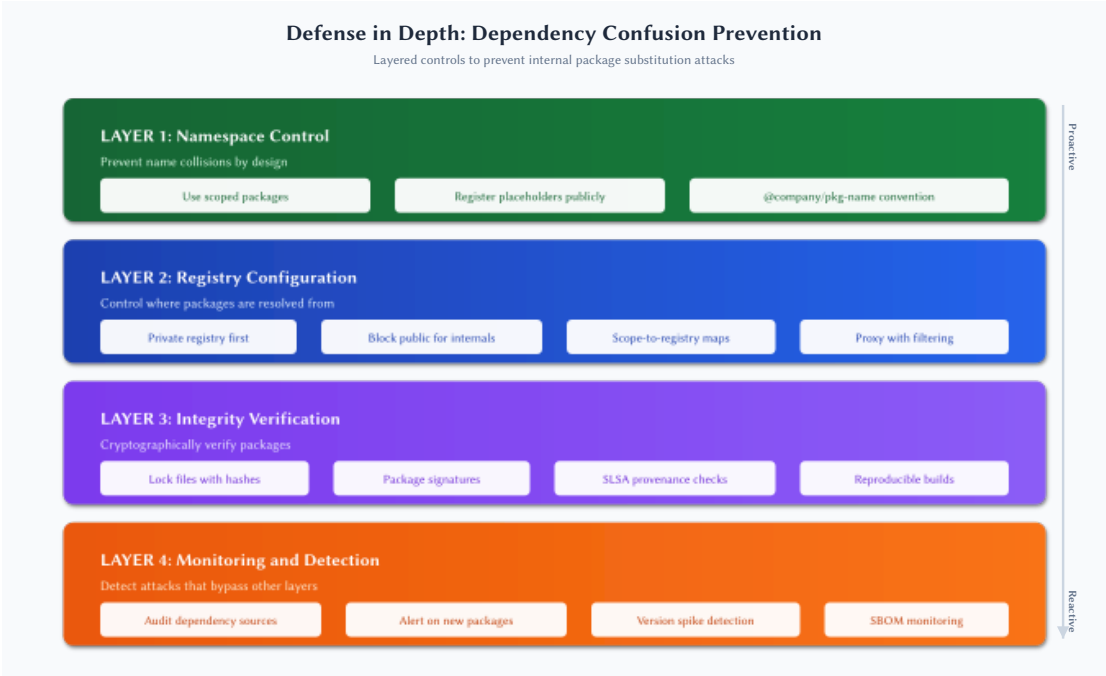 Defense in Depth: Dependency Confusion Prevention
Layered controls to prevent internal package substitution attacks
LAYER 1: Namespace Control
Prevent name collisions by design
Use scoped packages
Register placeholders publicly
@company/pkg-name convention
LAYER 2: Registry Configuration
Control where packages are resolved from
Private registry first
Block public for internals
Scope-to-registry maps
Proxy with filtering
LAYER 3: Integrity Verification
Cryptographically verify packages
Lock files with hashes
Package signatures
SLSA provenance checks
Reproducible builds
LAYER 4: Monitoring and Detection
Detect attacks that bypass other layers
Audit dependency sources
Alert on new packages
Version spike detection
SBOM monitoring
Proactive
Reactive